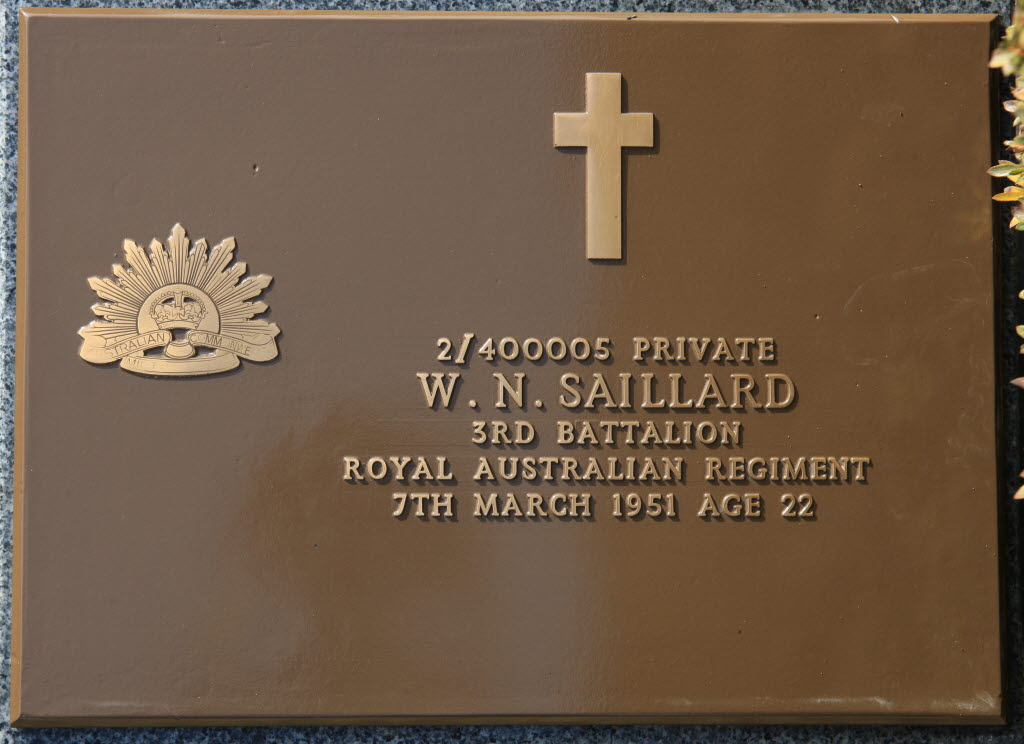 2/400005 PRIVATE
W. N. SAILLARD
3RD BATTALION
ROYAL AUSTRALIAN REGIMENT
7TH MARCH 1951 AGE 22